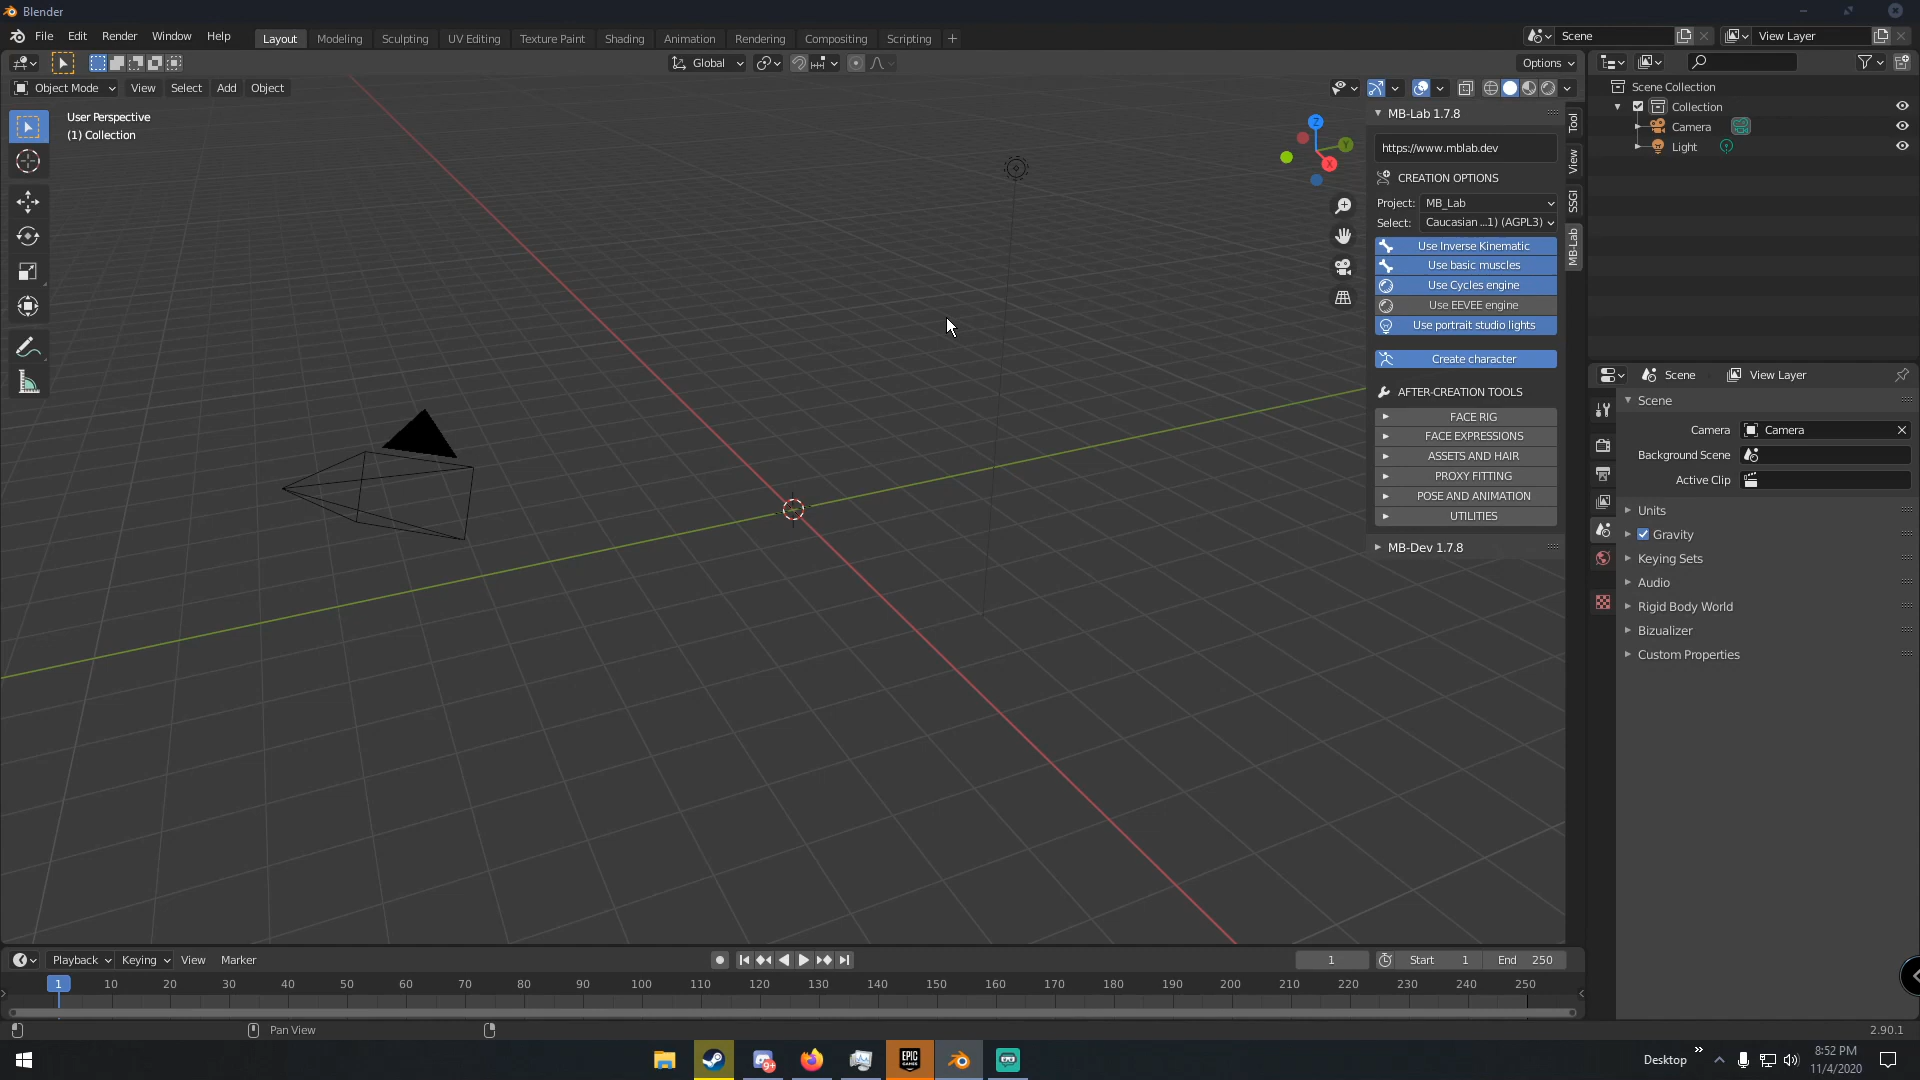 Blender
File Edit Render Window Help Layout Modeling Sculpting UV Editing Texture Paint Shading Animation Rendering Compositing Scripting + Scene View Layer
Global Options
Object Mode View Select Add Object
User Perspective
(1) Collection
Z
Y
X
MB-Lab 1.7.8
https://www.mblab.dev
CREATION OPTIONS
Project: MB_Lab
Select: Caucasian ...1) (AGPL3)
Use Inverse Kinematic
Use basic muscles
Use Cycles engine
Use EEVEE engine
Use portrait studio lights
Create character
AFTER-CREATION TOOLS
FACE RIG
FACE EXPRESSIONS
ASSETS AND HAIR
PROXY FITTING
POSE AND ANIMATION
UTILITIES
MB-Dev 1.7.8
Tool
View
SSGI
MB-Lab
Scene Collection
Collection
Camera
Light
Scene View Layer
Scene
Camera Camera
Background Scene
Active Clip
Units
Gravity
Keying Sets
Audio
Rigid Body World
Bizualizer
Custom Properties
Playback Keying View Marker 1 Start 1 End 250
1 10 20 30 40 50 60 70 80 90 100 110 120 130 140 150 160 170 180 190 200 210 220 230 240 250
Pan View 2.90.1
9+
EPIC
GAMES
Desktop
8:52 PM
11/4/2020